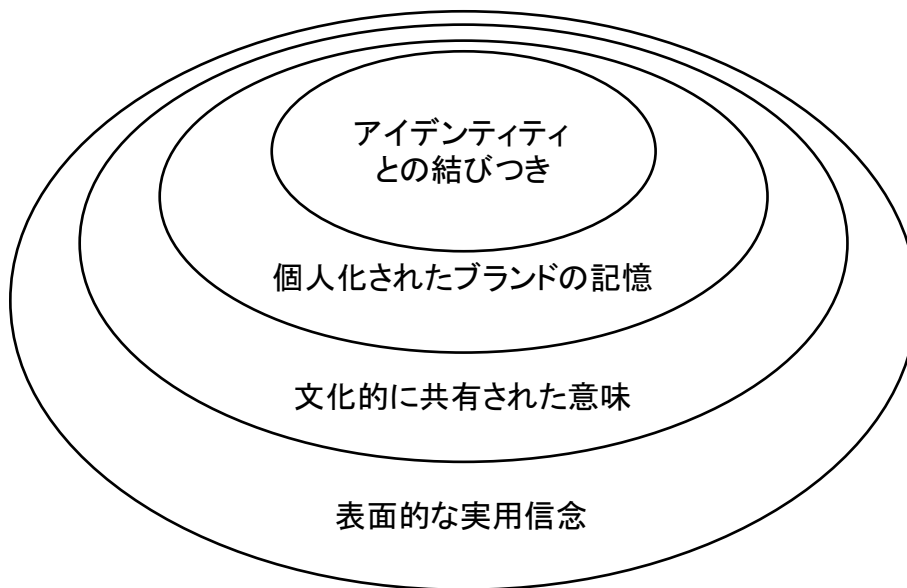 アイデンティティ
との結びつき
個人化されたブランドの記憶
文化的に共有された意味
表面的な実用信念